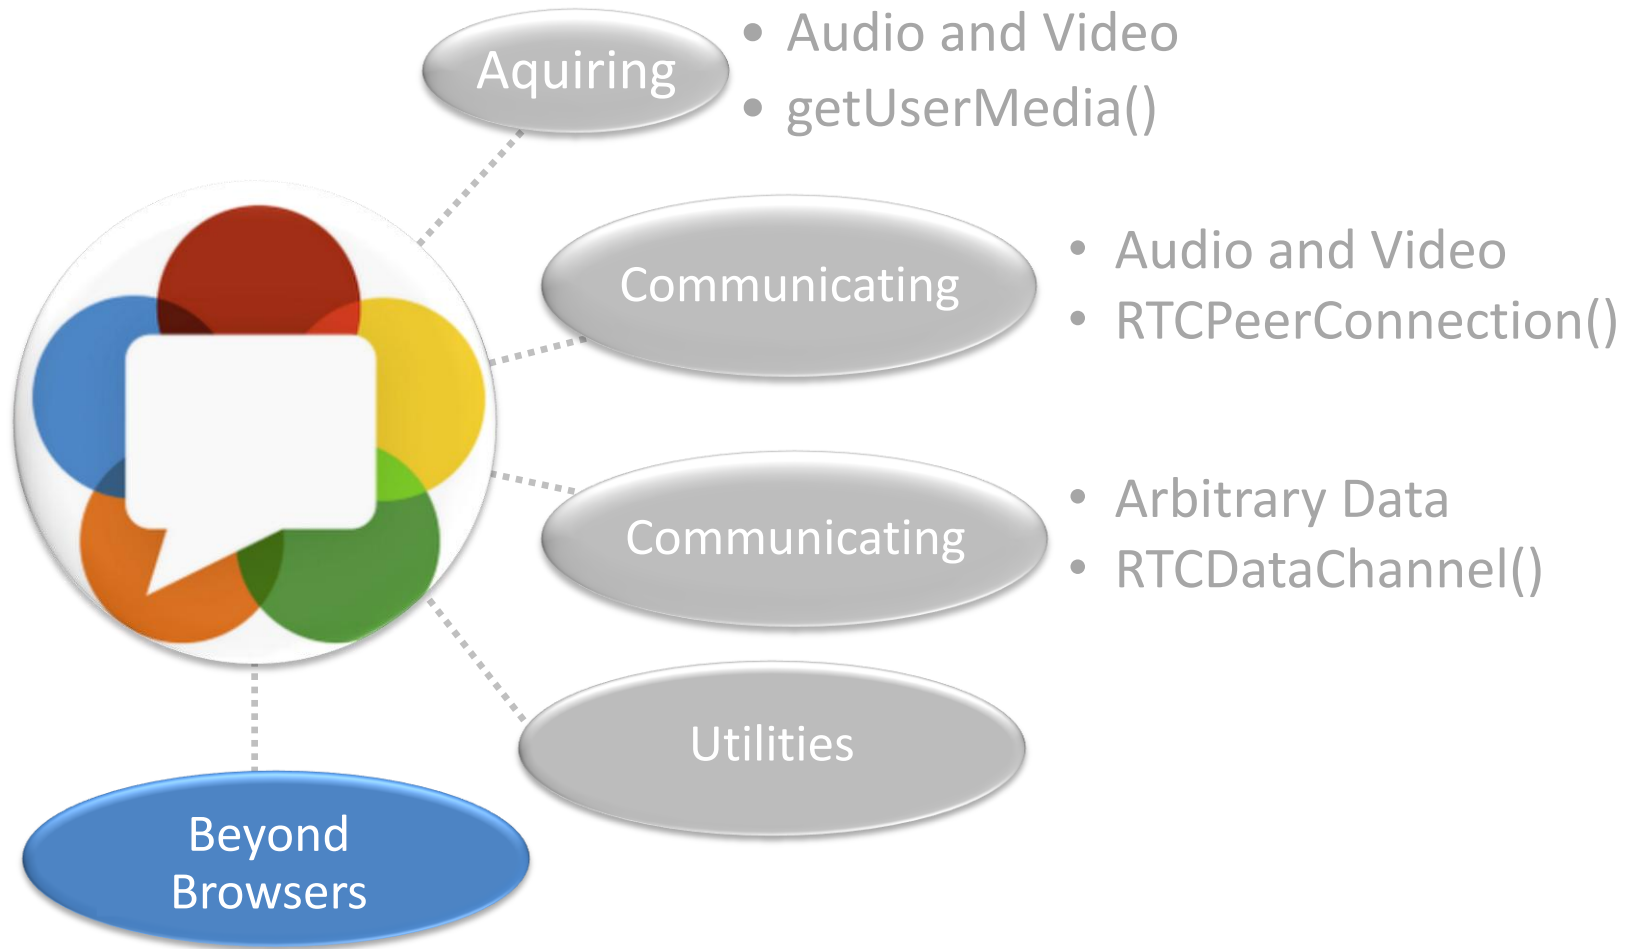 Aquiring
• Audio and Video
• getUserMedia()
Communicating
• Audio and Video
• RTCPeerConnection()
Communicating
• Arbitrary Data
• RTCDataChannel()
Utilities
Beyond
Browsers